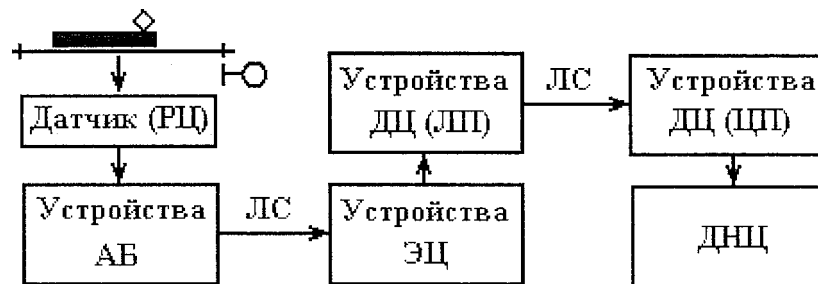 Датчик (РЦ)
Устройства
АБ
ЛС
Устройства
ЭЦ
Устройства
ДЦ (ЛП)
ЛС
Устройства
ДЦ (ЦП)
ДНЦ